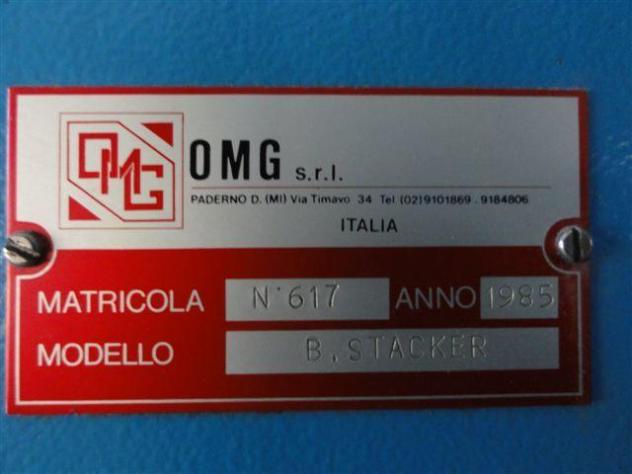 OMG
OMG s.r.l.
PADERNO D. (MI) Via Timavo 34 Tel. (02)9101869 - 9184806
ITALIA
MATRICOLA N° 617 ANNO 1985
MODELLO B. STACKER